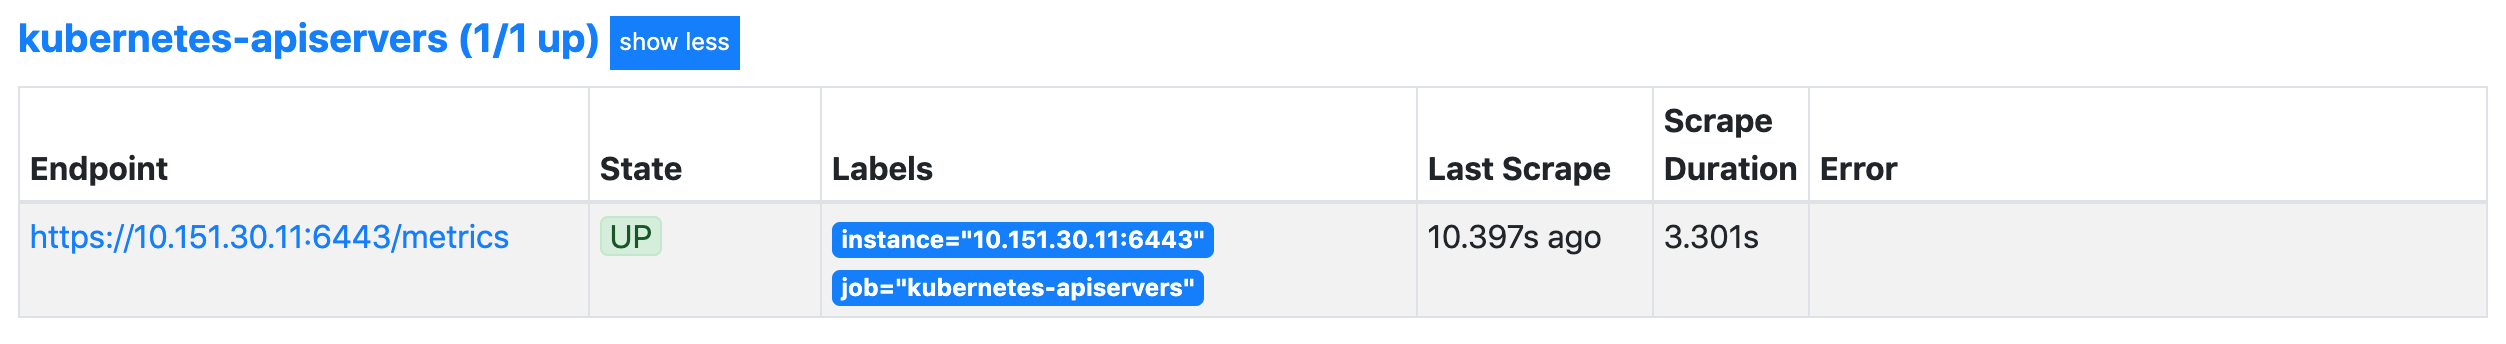 kubernetes-apiservers (1/1 up) show less
Endpoint State Labels Last Scrape Scrape Duration Error
https://10.151.30.11:6443/metrics UP instance="10.151.30.11:6443" 10.397s ago 3.301s
job="kubernetes-apiservers"